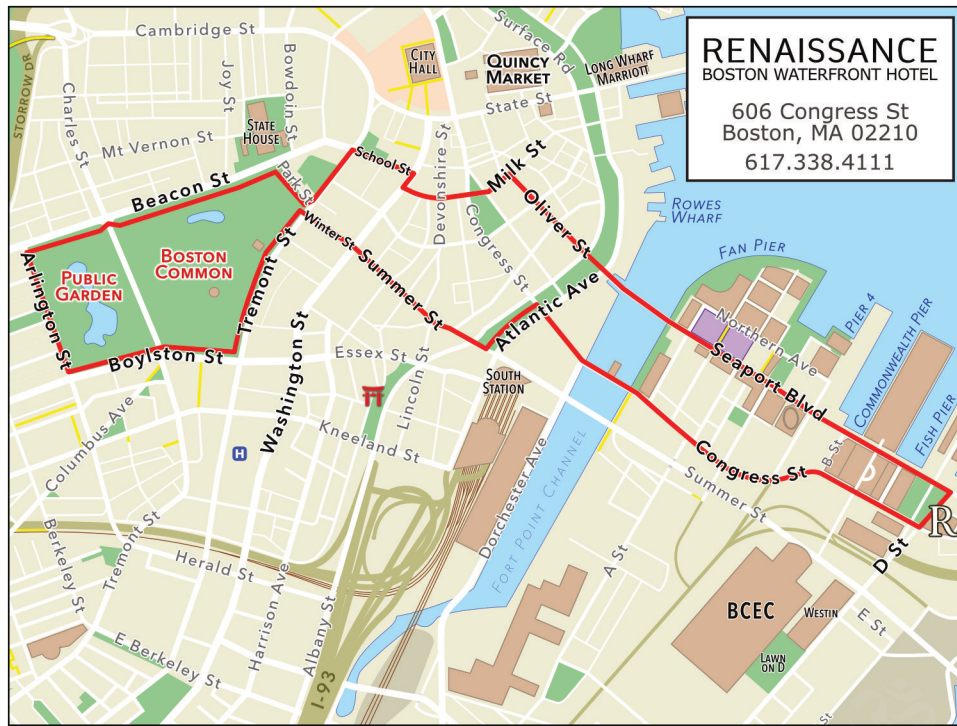 RENAISSANCE
BOSTON WATERFRONT HOTEL
606 Congress St
Boston, MA 02210
617.338.4111
Cambridge St
Surface Rd
STORROW DR
Charles St
Joy St
Bowdoin St
CITY
HALL
QUINCY
MARKET
LONG WHARF
MARRIOTT
State St
STATE
HOUSE
Mt Vernon St
Beacon St
Park St
School St
Devonshire St
Milk St
Oliver St
Congress St
ROWES
WHARF
FAN PIER
PIER 4
COMMONWEALTH PIER
FISH PIER
Arlington St
PUBLIC
GARDEN
BOSTON
COMMON
Winter St
Summer St
Tremont St
Boylston St
Washington St
Essex St
Atlantic Ave
Northern Ave
Seaport Blvd
Lincoln St
SOUTH
STATION
Columbus Ave
Kneeland St
H
Dorchester Ave
FORT POINT CHANNEL
Congress St
Summer St
B St
R
D St
Berkeley St
Tremont St
Herald St
Harrison Ave
Albany St
I-93
E Berkeley St
A St
BCEC
WESTIN
LAWN
ON D
E St